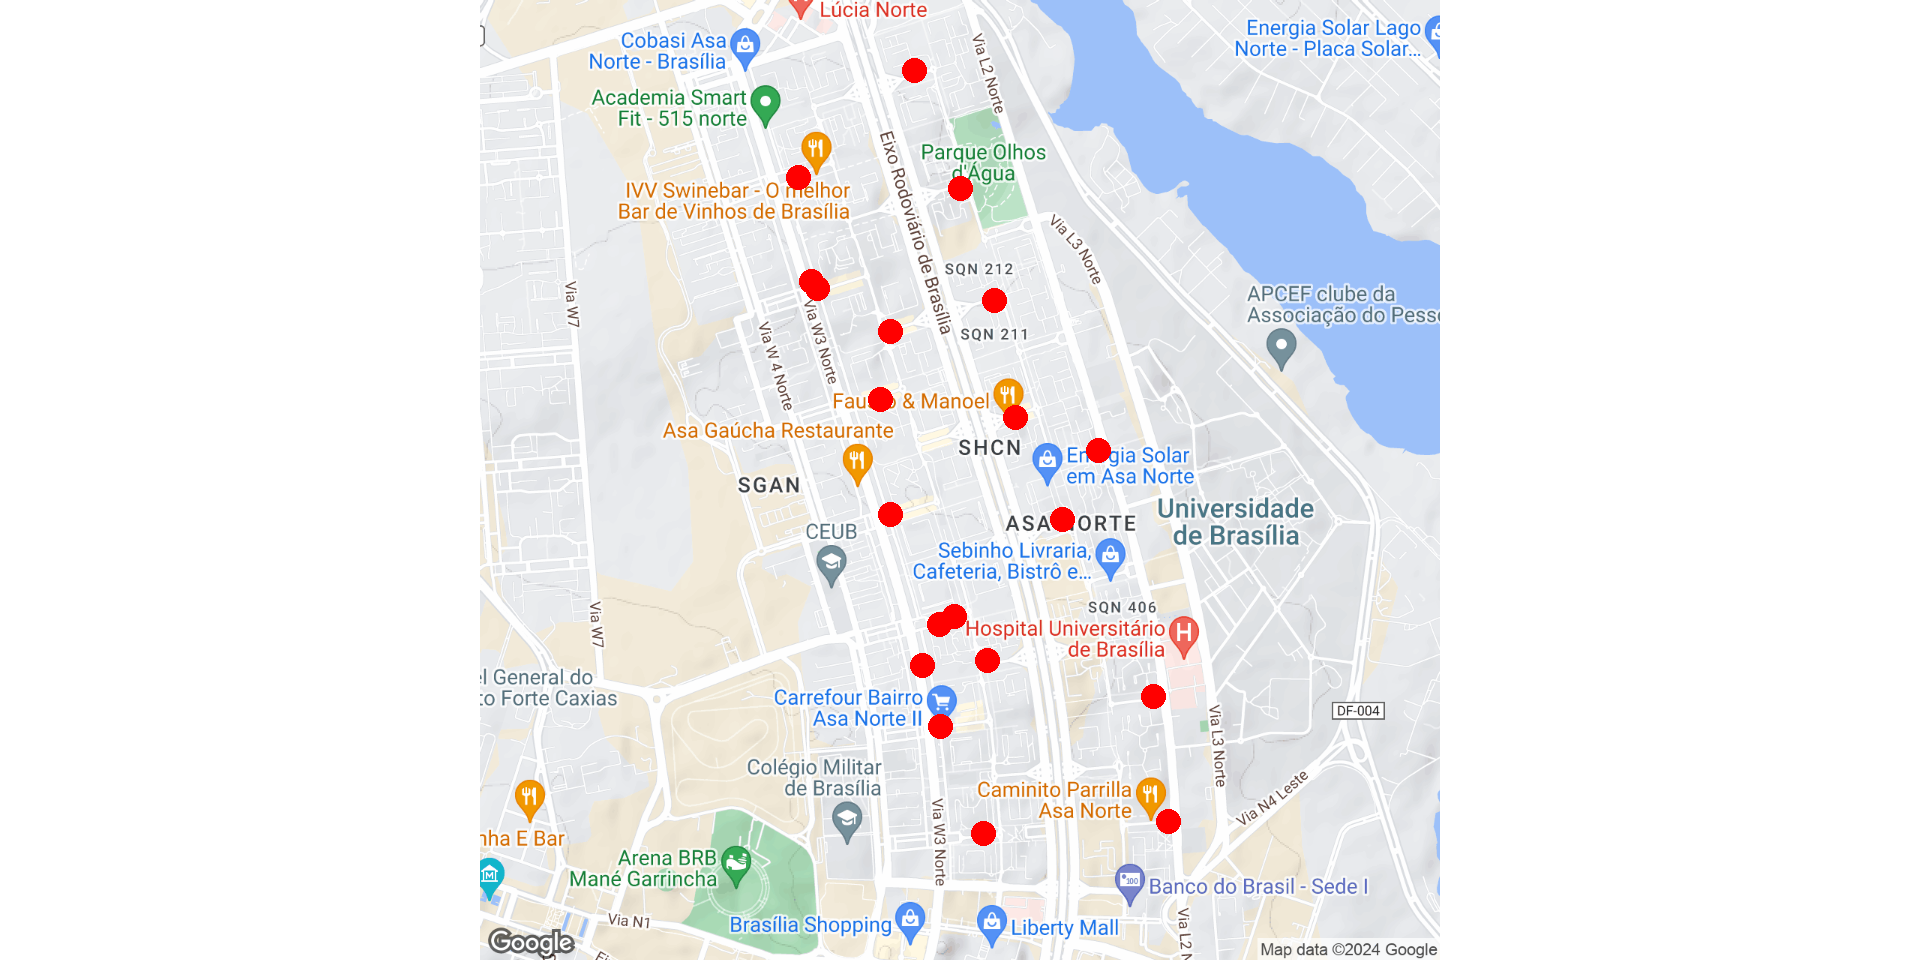 Lúcia Norte
Energia Solar Lago
Norte - Placa Solar...
Cobasi Asa
Norte - Brasília
Via L2 Norte
Academia Smart
Fit - 515 norte
Eixo Rodoviário de Brasília
Parque Olhos
d'Água
IVV Swinebar - O melhor
Bar de Vinhos de Brasília
Via L3 Norte
SQN 212
Via W7
APCEF clube da
Associação do Pess
Via W3 Norte
Via W 4 Norte
SQN 211
& Manoel
Asa Gaúcha Restaurante
SHCN
Energia Solar
em Asa Norte
SGAN
Universidade
de Brasília
ASA NORTE
CEUB
Sebinho Livraria,
Cafeteria, Bistrô e...
Via W7
SQN 406
Hospital Universitário
de Brasília
el General do
to Forte Caxias
Carrefour Bairro
Asa Norte II
DF-004
Via L3 Norte
Colégio Militar
de Brasília
Caminito Parrilla
Asa Norte
Via N4 Leste
Via W3 Norte
nha E Bar
Arena BRB
Mané Garrincha
Banco do Brasil - Sede I
Via N1
Brasília Shopping
Liberty Mall
Via L2 N
Google
Map data ©2024 Google